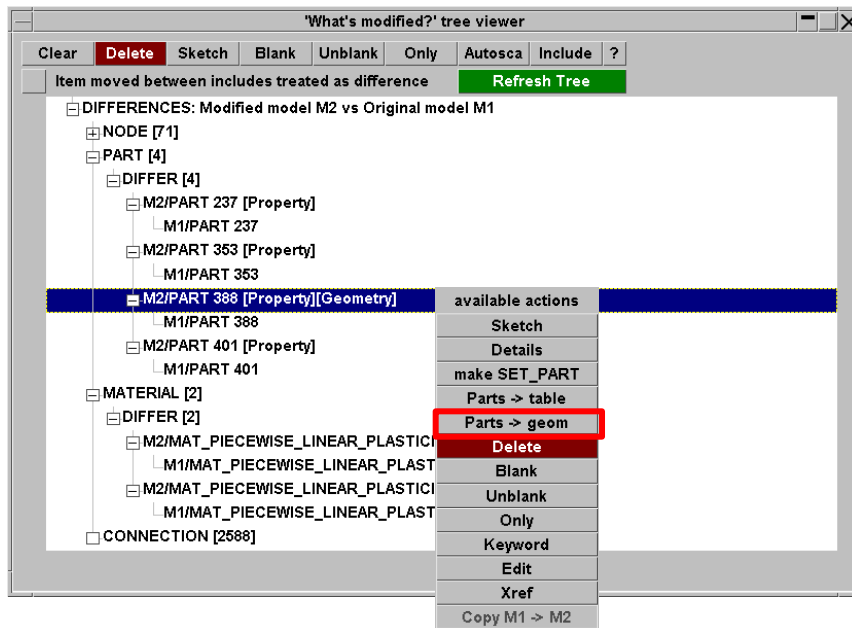 'What's modified?' tree viewer
Clear Delete Sketch Blank Unblank Only Autosca Include ?
Item moved between includes treated as difference Refresh Tree
DIFFERENCES: Modified model M2 vs Original model M1
NODE [71]
PART [4]
DIFFER [4]
M2/PART 237 [Property]
M1/PART 237
M2/PART 353 [Property]
M1/PART 353
M2/PART 388 [Property][Geometry]
M1/PART 388
M2/PART 401 [Property]
M1/PART 401
MATERIAL [2]
DIFFER [2]
M2/MAT_PIECEWISE_LINEAR_PLASTICI
M1/MAT_PIECEWISE_LINEAR_PLAST
M2/MAT_PIECEWISE_LINEAR_PLASTICI
M1/MAT_PIECEWISE_LINEAR_PLAST
CONNECTION [2588]
available actions
Sketch
Details
make SET_PART
Parts -> table
Parts -> geom
Delete
Blank
Unblank
Only
Keyword
Edit
Xref
Copy M1 -> M2